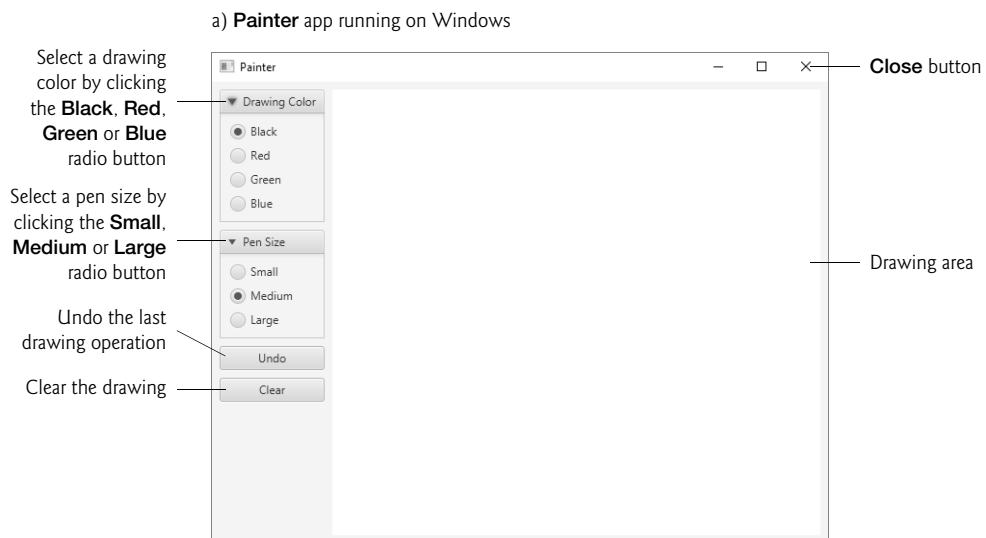 a) Painter app running on Windows
Select a drawing
color by clicking
the Black, Red,
Green or Blue
radio button
Select a pen size by
clicking the Small,
Medium or Large
radio button
Undo the last
drawing operation
Clear the drawing
Painter
Drawing Color
Black
Red
Green
Blue
Pen Size
Small
Medium
Large
Undo
Clear
Close button
Drawing area